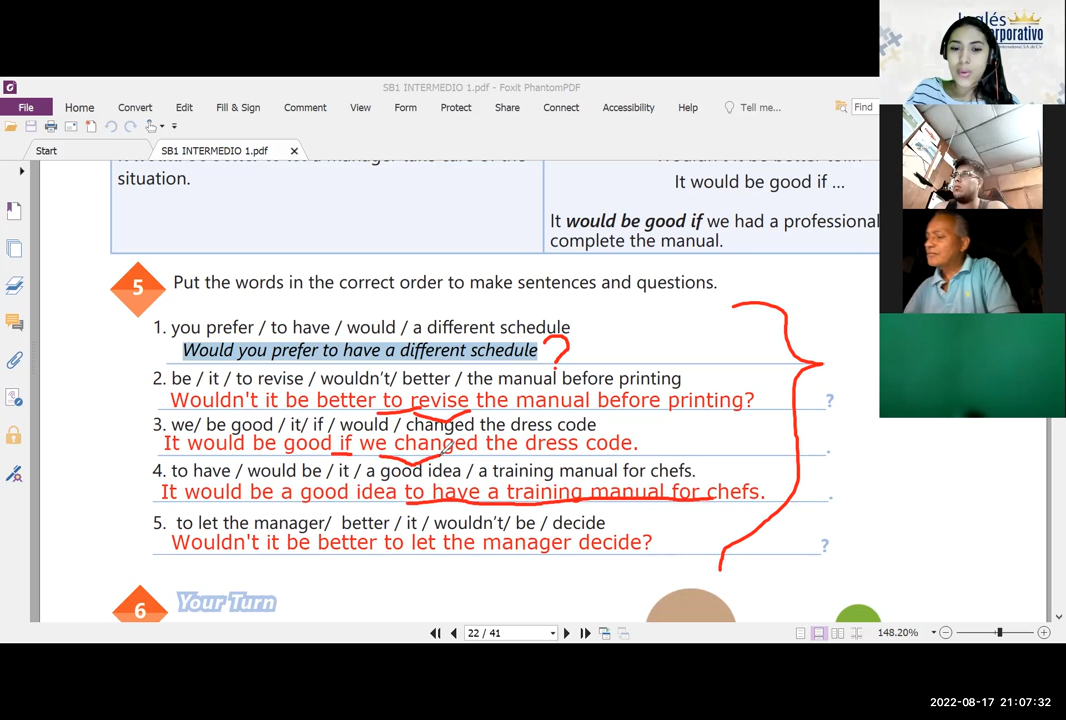 Inglés
Corporativo
SB1 INTERMEDIO 1.pdf - Foxit PhantomPDF
File Home Convert Edit Fill & Sign Comment View Form Protect Share Connect Accessibility Help Tell me... Find
Start SB1 INTERMEDIO 1.pdf
situation.
It would be good if ...
It would be good if we had a professional
complete the manual.
5 Put the words in the correct order to make sentences and questions.
1. you prefer / to have / would / a different schedule
Would you prefer to have a different schedule ?
2. be / it / to revise / wouldn't/ better / the manual before printing
Wouldn't it be better to revise the manual before printing? ?
3. we/ be good / it/ if / would / changed the dress code
It would be good if we changed the dress code. .
4. to have / would be / it / a good idea / a training manual for chefs.
It would be a good idea to have a training manual for chefs. .
5. to let the manager/ better / it / wouldn't/ be / decide
Wouldn't it be better to let the manager decide? ?
6 Your Turn
22 / 41 148.20%
2022-08-17 21:07:32